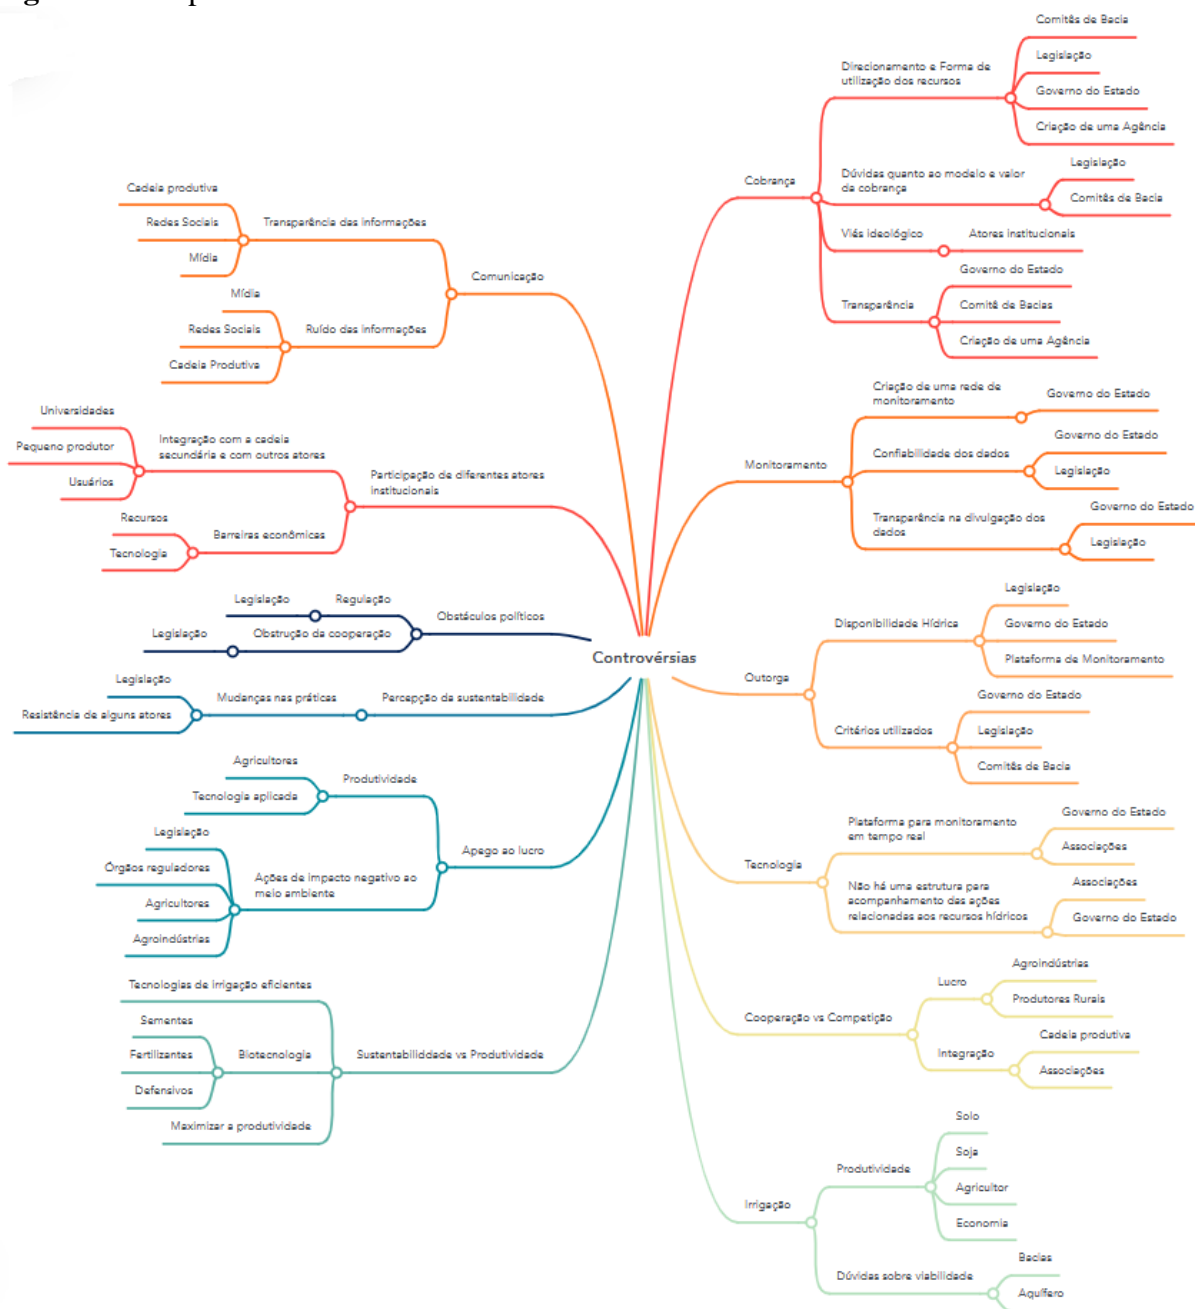 Controvérsias
Cobrança
Direcionamento e Forma de
utilização dos recursos
Comitês de Bacia
Legislação
Governo do Estado
Criação de uma Agência
Dúvidas quanto ao modelo e valor
da cobrança
Legislação
Comitês de Bacia
Viés Ideológico
Atores Institucionais
Transparência
Governo do Estado
Comitê de Bacias
Criação de uma Agência
Monitoramento
Criação de uma rede de
monitoramento
Governo do Estado
Confiabilidade dos dados
Governo do Estado
Legislação
Transparência na divulgação dos
dados
Governo do Estado
Legislação
Outorga
Disponibilidade Hídrica
Legislação
Governo do Estado
Plataforma de Monitoramento
Critérios utilizados
Governo do Estado
Legislação
Comitês de Bacia
Tecnologia
Plataforma para monitoramento
em tempo real
Governo do Estado
Associações
Não há uma estrutura para
acompanhamento das ações
relacionadas aos recursos hídricos
Associações
Governo do Estado
Cooperação vs Competição
Lucro
Agroindústrias
Produtores Rurais
Integração
Cadeia produtiva
Associações
Irrigação
Produtividade
Solo
Soja
Agricultor
Economia
Dúvidas sobre viabilidade
Bacias
Aquífero
Comunicação
Transparência das informações
Cadeia produtiva
Redes Sociais
Mídia
Ruído das informações
Mídia
Redes Sociais
Cadeia Produtiva
Participação de diferentes atores
institucionais
Integração com a cadeia
secundária e com outros atores
Universidades
Pequeno produtor
Usuários
Barreiras econômicas
Recursos
Tecnologia
Obstáculos políticos
Regulação
Legislação
Obstrução da cooperação
Legislação
Percepção da sustentabilidade
Mudanças nas práticas
Legislação
Resistência de alguns atores
Apego ao lucro
Produtividade
Agricultores
Tecnologia aplicada
Ações de impacto negativo ao
meio ambiente
Legislação
Órgãos reguladores
Agricultores
Agroindústrias
Sustentabiliddade vs Produtividade
Tecnologias de irrigação eficientes
Biotecnologia
Sementes
Fertilizantes
Defensivos
Maximizar a produtividade